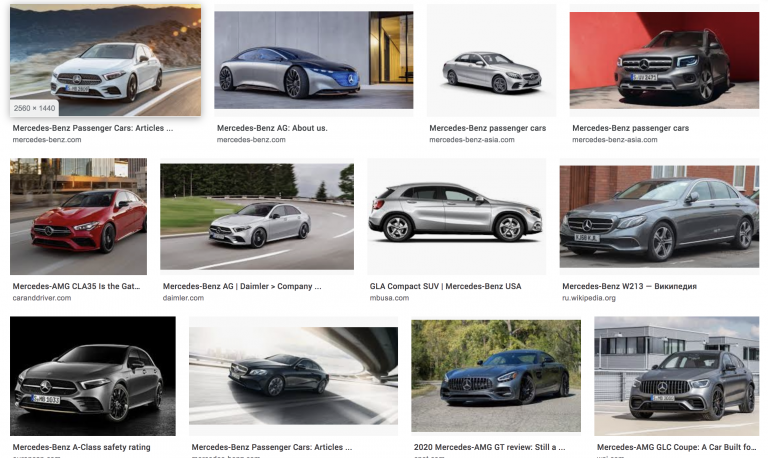 2560 × 1440
Mercedes-Benz Passenger Cars: Articles ...
mercedes-benz.com
Mercedes-Benz AG: About us.
mercedes-benz.com
Mercedes-Benz passenger cars
mercedes-benz-asia.com
Mercedes-Benz passenger cars
mercedes-benz-asia.com
Mercedes-AMG CLA35 Is the Gat...
caranddriver.com
Mercedes-Benz AG | Daimler > Company ...
daimler.com
GLA Compact SUV | Mercedes-Benz USA
mbusa.com
Mercedes-Benz W213 — Википедия
ru.wikipedia.org
Mercedes-Benz A-Class safety rating
Mercedes-Benz Passenger Cars: Articles ...
2020 Mercedes-AMG GT review: Still a ...
Mercedes-AMG GLC Coupe: A Car Built fo...